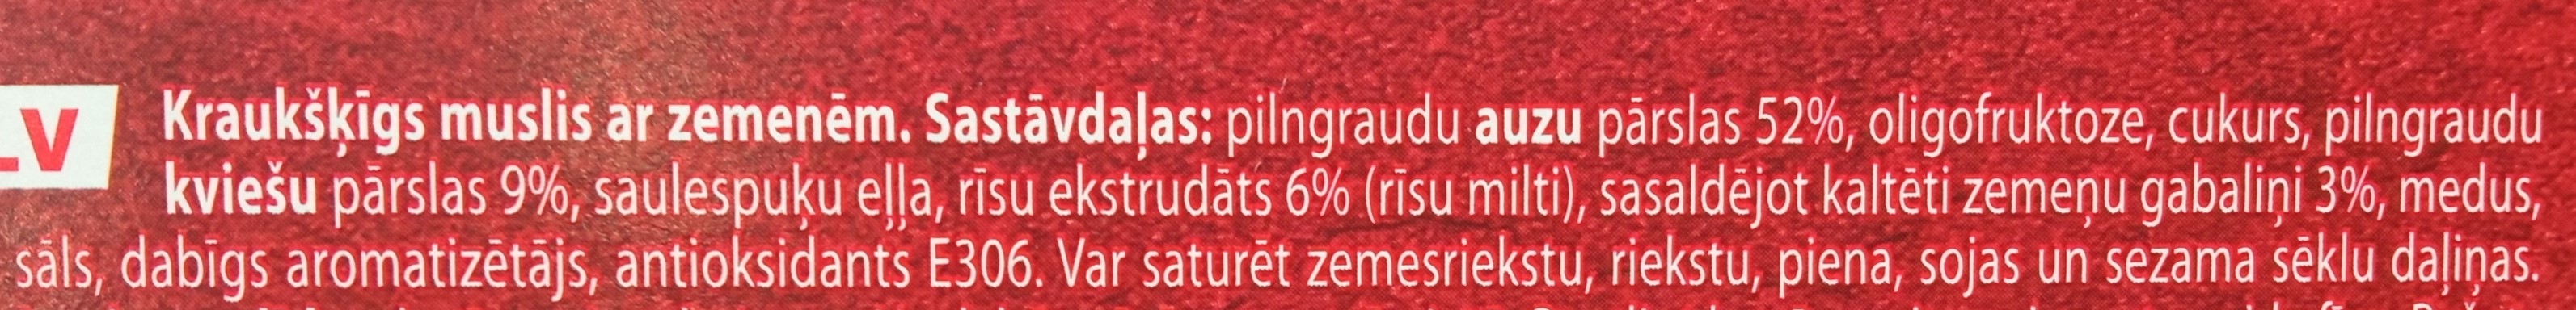 LV Kraukšķīgs muslis ar zemenēm. Sastāvdaļas: pilngraudu auzu pārslas 52%, oligofruktoze, cukurs, pilngraudu
kviešu pārslas 9%, saulespuķu eļļa, rīsu ekstrudāts 6% (rīsu milti), sasaldējot kaltēti zemeņu gabaliņi 3%, medus,
sāls, dabīgs aromatizētājs, antioksidants E306. Var saturēt zemesriekstu, riekstu, piena, sojas un sezama sēklu daļiņas.